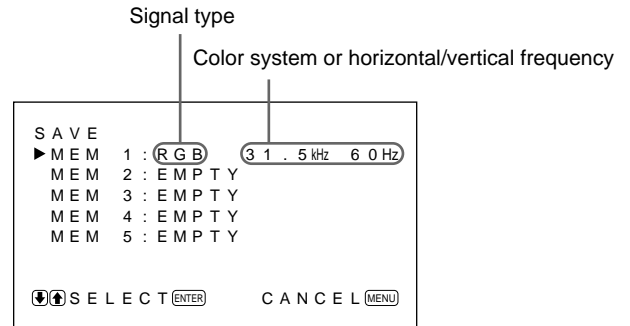 Signal type
Color system or horizontal/vertical frequency
SAVE
▶MEM 1:RGB 31.5kHz 60Hz
MEM 2:EMPTY
MEM 3:EMPTY
MEM 4:EMPTY
MEM 5:EMPTY
⬇⬆SELECT ENTER CANCEL MENU